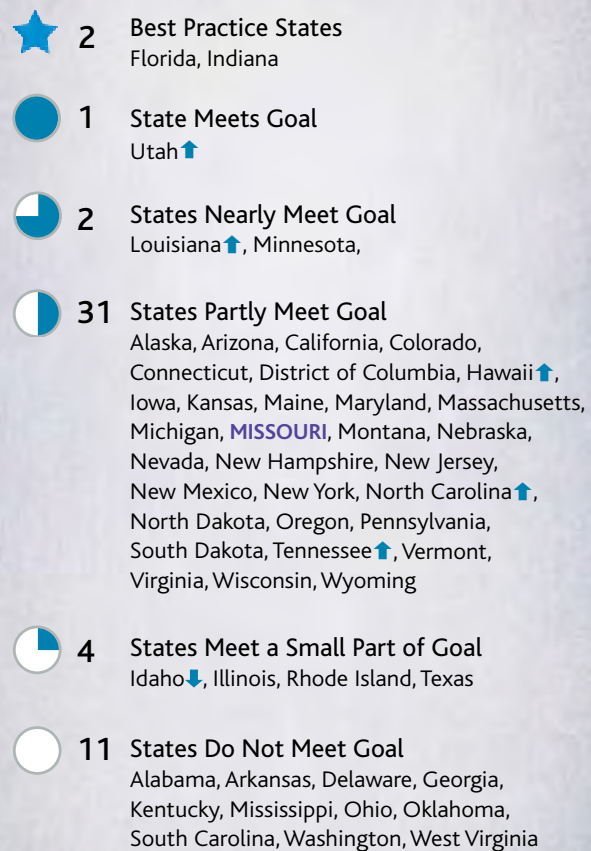 2 Best Practice States
Florida, Indiana
1 State Meets Goal
Utah⬆
2 States Nearly Meet Goal
Louisiana⬆, Minnesota,
31 States Partly Meet Goal
Alaska, Arizona, California, Colorado,
Connecticut, District of Columbia, Hawaii⬆,
Iowa, Kansas, Maine, Maryland, Massachusetts,
Michigan, MISSOURI, Montana, Nebraska,
Nevada, New Hampshire, New Jersey,
New Mexico, New York, North Carolina⬆,
North Dakota, Oregon, Pennsylvania,
South Dakota, Tennessee⬆, Vermont,
Virginia, Wisconsin, Wyoming
4 States Meet a Small Part of Goal
Idaho⬇, Illinois, Rhode Island, Texas
11 States Do Not Meet Goal
Alabama, Arkansas, Delaware, Georgia,
Kentucky, Mississippi, Ohio, Oklahoma,
South Carolina, Washington, West Virginia